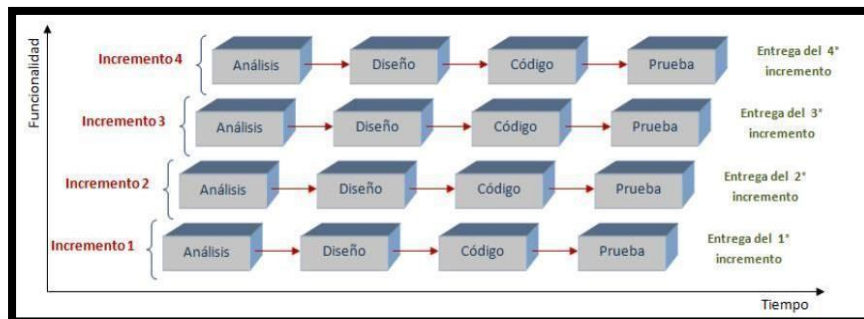 Funcionalidad
Incremento 4
Análisis
Diseño
Código
Prueba
Entrega del 4°
incremento
Incremento 3
Análisis
Diseño
Código
Prueba
Entrega del 3°
incremento
Incremento 2
Análisis
Diseño
Código
Prueba
Entrega del 2°
incremento
Incremento 1
Análisis
Diseño
Código
Prueba
Entrega del 1°
incremento
Tiempo